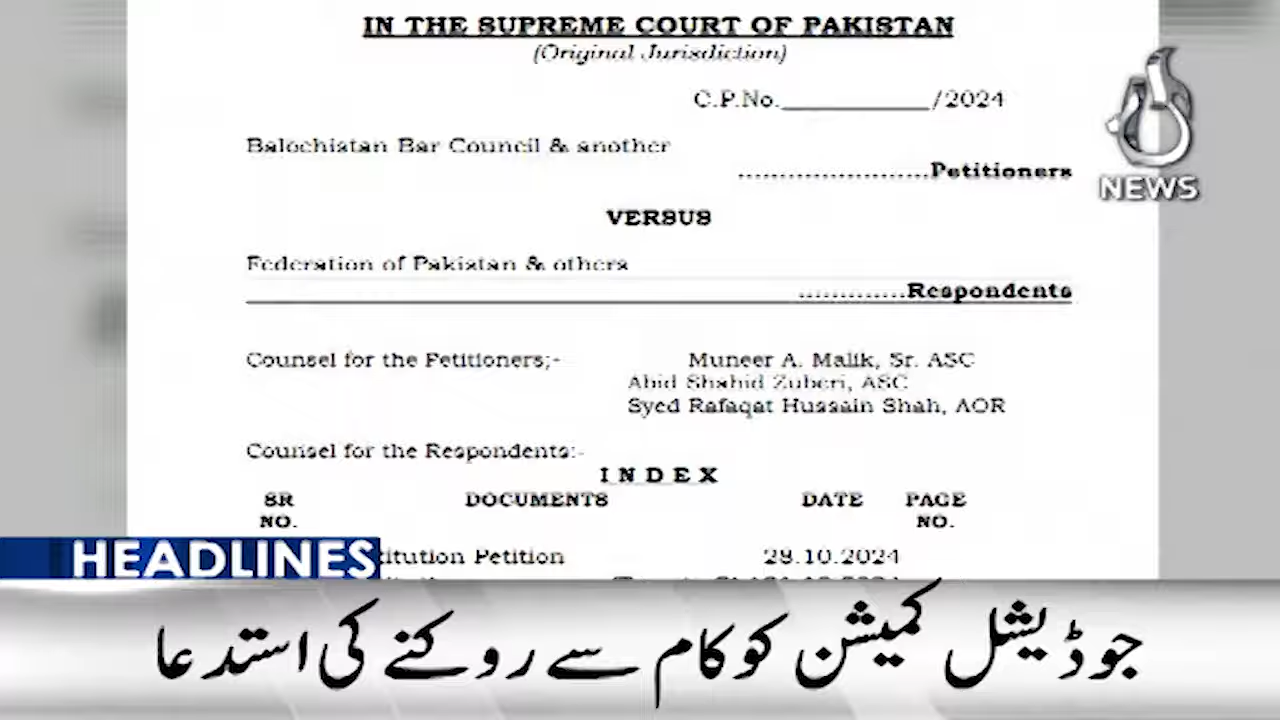 IN THE SUPREME COURT OF PAKISTAN
(Original Jurisdiction)
C.P.No.____________/2024
Balochistan Bar Council & another
.......................Petitioners
VERSUS
Federation of Pakistan & others
.............Respondents
Counsel for the Petitioners;- Muneer A. Malik, Sr. ASC
Abid Shahid Zuberi, ASC
Syed Rafaqat Hussain Shah, AOR
Counsel for the Respondents:-
INDEX
SR NO. DOCUMENTS DATE PAGE NO.
titution Petition 28.10.2024
NEWS
HEADLINES
جوڈیشل کمیشن کو کام سے روکنے کی استدعا